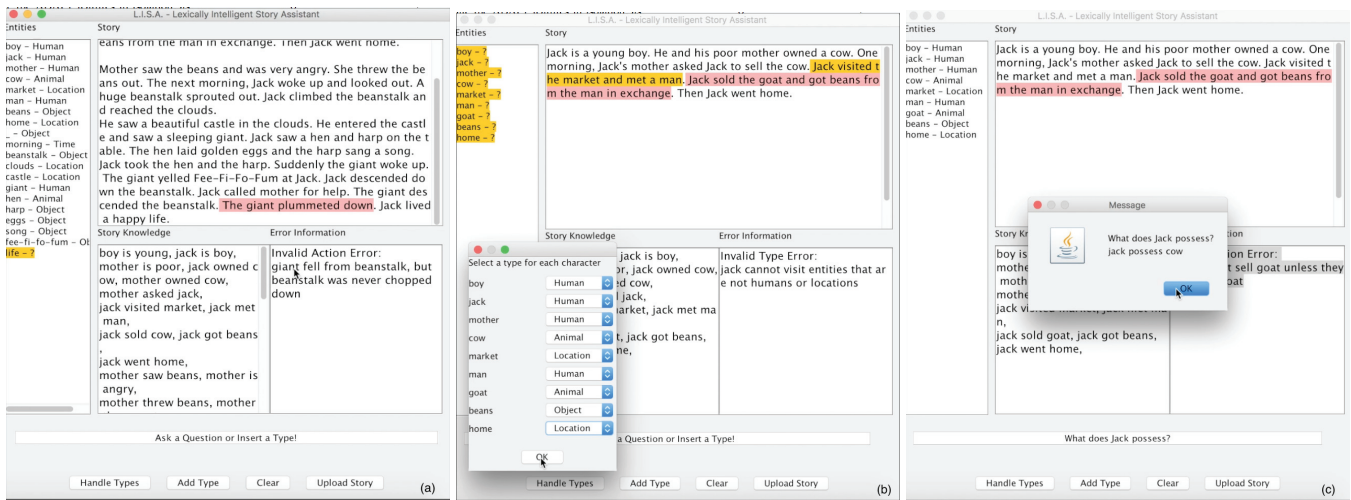 L.I.S.A. - Lexically Intelligent Story Assistant
Entities
Story
boy – Human
jack – Human
mother – Human
cow – Animal
market – Location
man – Human
beans – Object
home – Location
_ – Object
morning – Time
beanstalk – Object
clouds – Location
castle – Location
giant – Human
hen – Animal
harp – Object
eggs – Object
song – Object
fee-fi-fo-fum – Ob
life – ?
eans from the man in exchange. Then Jack went home.
Mother saw the beans and was very angry. She threw the be
ans out. The next morning, Jack woke up and looked out. A
huge beanstalk sprouted out. Jack climbed the beanstalk an
d reached the clouds.
He saw a beautiful castle in the clouds. He entered the castl
e and saw a sleeping giant. Jack saw a hen and harp on the t
able. The hen laid golden eggs and the harp sang a song.
Jack took the hen and the harp. Suddenly the giant woke up.
The giant yelled Fee-Fi-Fo-Fum at Jack. Jack descended do
wn the beanstalk. Jack called mother for help. The giant des
cended the beanstalk. The giant plummeted down. Jack lived
a happy life.
Story Knowledge
boy is young, jack is boy,
mother is poor, jack owned c
ow, mother owned cow,
mother asked jack,
jack visited market, jack met
man,
jack sold cow, jack got beans
,
jack went home,
mother saw beans, mother is
angry,
mother threw beans, mother
Error Information
Invalid Action Error:
giant fell from beanstalk, but
beanstalk was never chopped
down
Ask a Question or Insert a Type!
Handle Types
Add Type
Clear
Upload Story
(a)
L.I.S.A. - Lexically Intelligent Story Assistant
Entities
Story
boy – ?
jack – ?
mother – ?
cow – ?
market – ?
man – ?
goat – ?
beans – ?
home – ?
Jack is a young boy. He and his poor mother owned a cow. One
morning, Jack's mother asked Jack to sell the cow. Jack visited t
he market and met a man. Jack sold the goat and got beans fro
m the man in exchange. Then Jack went home.
Story Knowledge
jack is boy,
or, jack owned cow,
ed cow,
jack,
arket, jack met ma
t, jack got beans,
me,
Error Information
Invalid Type Error:
jack cannot visit entities that ar
e not humans or locations
Select a type for each character
boy Human
jack Human
mother Human
cow Animal
market Location
man Human
goat Animal
beans Object
home Location
OK
a Question or Insert a Type!
Handle Types
Add Type
Clear
Upload Story
(b)
L.I.S.A. - Lexically Intelligent Story Assistant
Entities
Story
boy – Human
jack – Human
mother – Human
cow – Animal
market – Location
man – Human
goat – Animal
beans – Object
home – Location
Jack is a young boy. He and his poor mother owned a cow. One
morning, Jack's mother asked Jack to sell the cow. Jack visited t
he market and met a man. Jack sold the goat and got beans fro
m the man in exchange. Then Jack went home.
Message
What does Jack possess?
jack possess cow
OK
Story Kn
boy is
mothe
moth
mothe
jack visited market, jack met ma
n,
jack sold goat, jack got beans,
jack went home,
tion
ion Error:
t sell goat unless they
oat
What does Jack possess?
Handle Types
Add Type
Clear
Upload Story
(c)